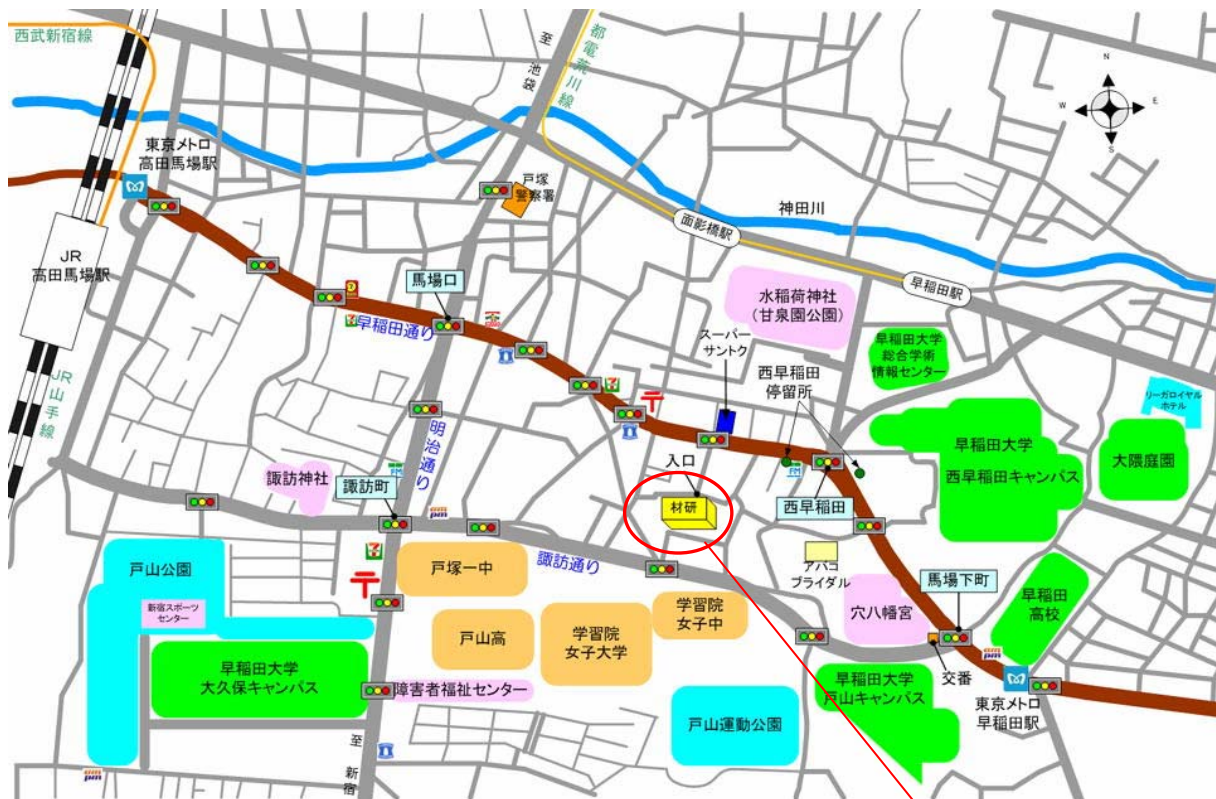 西武新宿線
至
池袋
都電荒川線
N
W
E
S
東京メトロ
高田馬場駅
戸塚
警察署
神田川
面影橋駅
JR
高田馬場駅
早稲田駅
馬場口
水稲荷神社
(甘泉園公園)
早稲田通り
スーパー
サントク
早稲田大学
総合学術
情報センター
西早稲田
停留所
リーガロイヤル
ホテル
JR山手線
明治通り
早稲田大学
西早稲田キャンパス
大隈庭園
入口
諏訪神社
諏訪町
材研
西早稲田
am
pm
諏訪通り
アバコ
ブライダル
戸山公園
戸塚一中
馬場下町
新宿スポーツ
センター
学習院
女子中
穴八幡宮
早稲田
高校
戸山高
学習院
女子大学
早稲田大学
大久保キャンパス
障害者福祉センター
早稲田大学
戸山キャンパス
交番
am
pm
東京メトロ
早稲田駅
戸山運動公園
至
新宿
am
pm